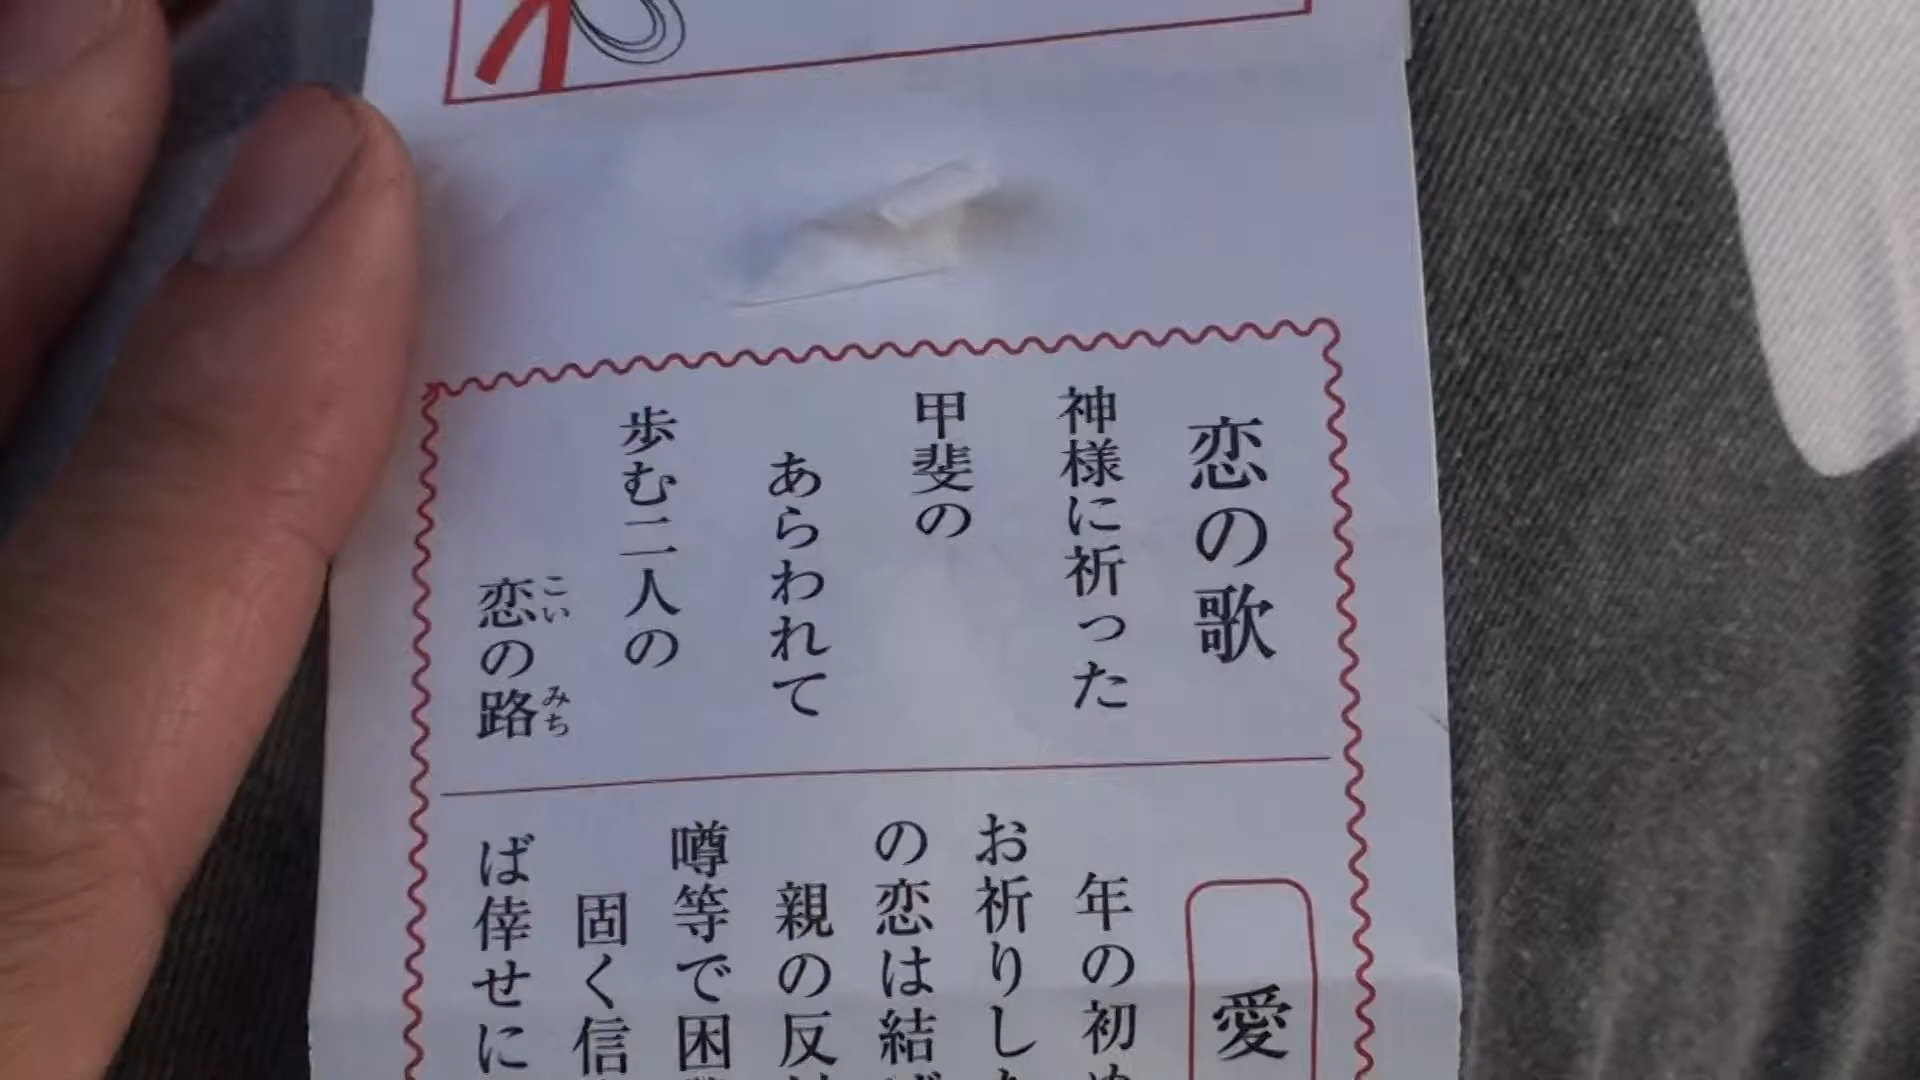 恋の歌
神様に祈った
甲斐の
あらわれて
歩む二人の
恋の路
こい
みち
愛
年の初
お祈りし
の恋は結
親の反
噂等で困
固く信
ば倖せに